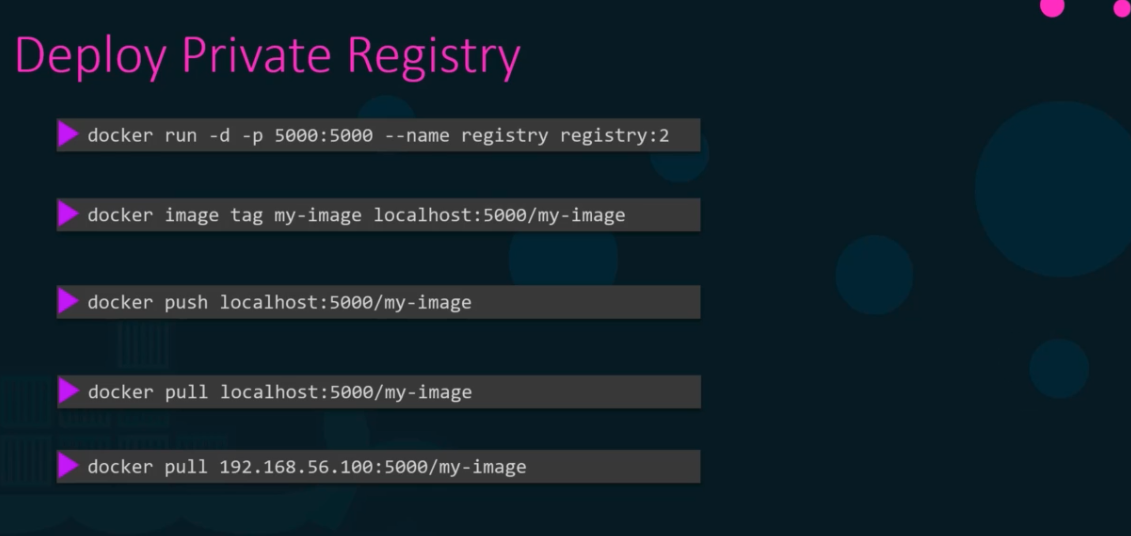 Deploy Private Registry
docker run -d -p 5000:5000 --name registry registry:2
docker image tag my-image localhost:5000/my-image
docker push localhost:5000/my-image
docker pull localhost:5000/my-image
docker pull 192.168.56.100:5000/my-image